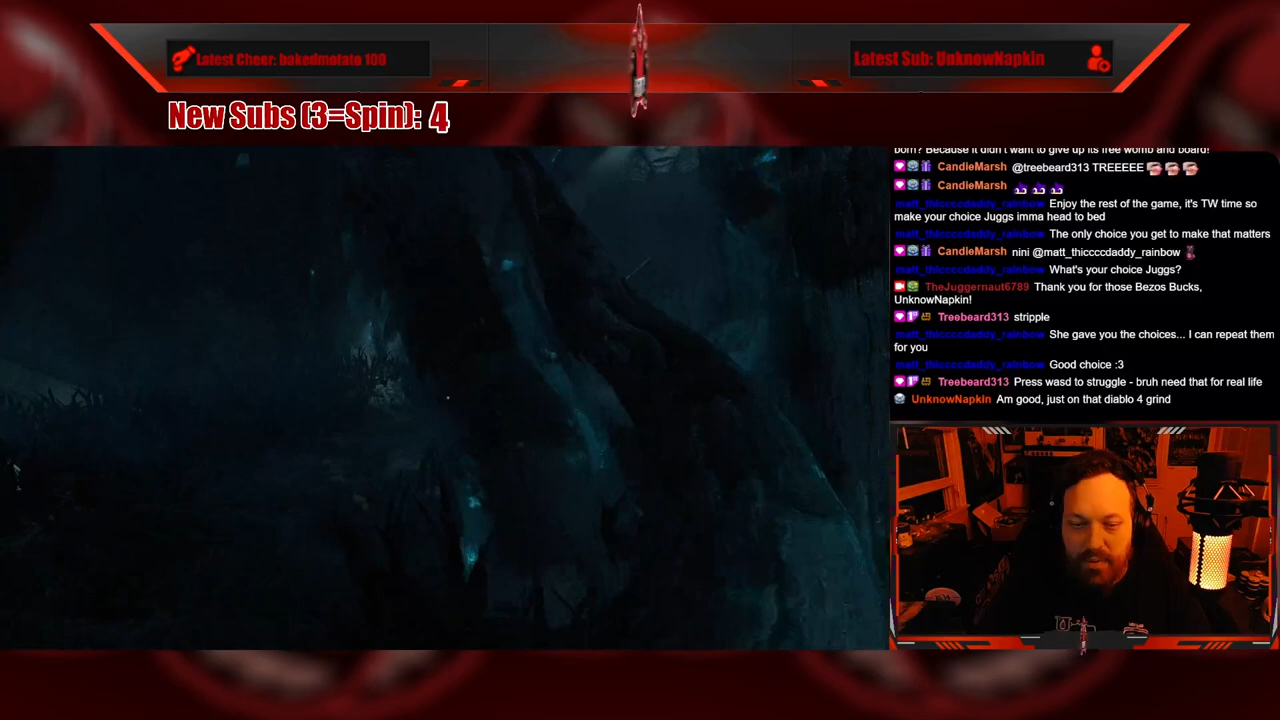 Latest Cheer: bakedmotato 100
Latest Sub: UnknowNapkin
New Subs (3=Spin): 4
born? Because it didn't want to give up its free womb and board!
CandieMarsh @treebeard313 TREEEEE
CandieMarsh
matt_thiccccdaddy_rainbow Enjoy the rest of the game, it's TW time so
make your choice Juggs imma head to bed
matt_thiccccdaddy_rainbow The only choice you get to make that matters
CandieMarsh nini @matt_thiccccdaddy_rainbow
matt_thiccccdaddy_rainbow What's your choice Juggs?
TheJuggernaut6789 Thank you for those Bezos Bucks,
UnknowNapkin!
Treebeard313 stripple
matt_thiccccdaddy_rainbow She gave you the choices... I can repeat them
for you
matt_thiccccdaddy_rainbow Good choice :3
Treebeard313 Press wasd to struggle - bruh need that for real life
UnknowNapkin Am good, just on that diablo 4 grind